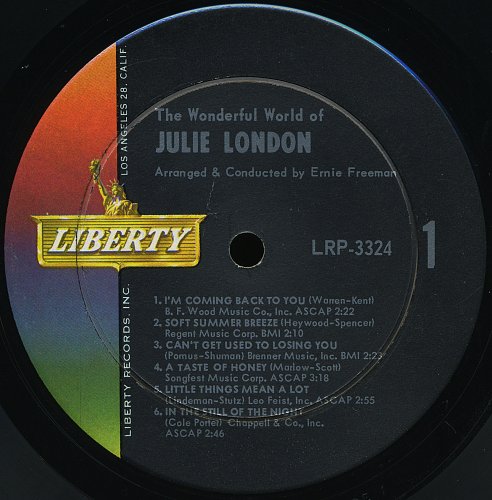 The Wonderful World of
JULIE LONDON
Arranged & Conducted by Ernie Freeman
LIBERTY
LRP-3324
1
1. I'M COMING BACK TO YOU (Warren-Kent)
B. F. Wood Music Co., Inc. ASCAP 2:22
2. SOFT SUMMER BREEZE (Heywood-Spencer)
Regent Music Corp. BMI 2:10
3. CAN'T GET USED TO LOSING YOU
(Pomus-Shuman) Brenner Music, Inc. BMI 2:23
4. A TASTE OF HONEY (Marlow-Scott)
Songfest Music Corp. ASCAP 3:18
5. LITTLE THINGS MEAN A LOT
(Lindeman-Stutz) Leo Feist, Inc. ASCAP 2:55
6. IN THE STILL OF THE NIGHT
(Cole Porter) Chappell & Co., Inc.
ASCAP 2:46
LIBERTY RECORDS, INC.
LOS ANGELES 28, CALIF.